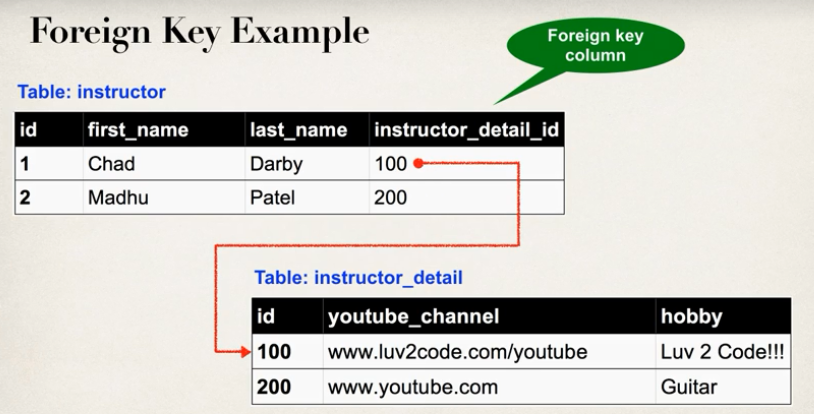 Foreign Key Example
Foreign key
column
Table: instructor
id first_name last_name instructor_detail_id
1 Chad Darby 100
2 Madhu Patel 200
Table: instructor_detail
id youtube_channel hobby
100 www.luv2code.com/youtube Luv 2 Code!!!
200 www.youtube.com Guitar